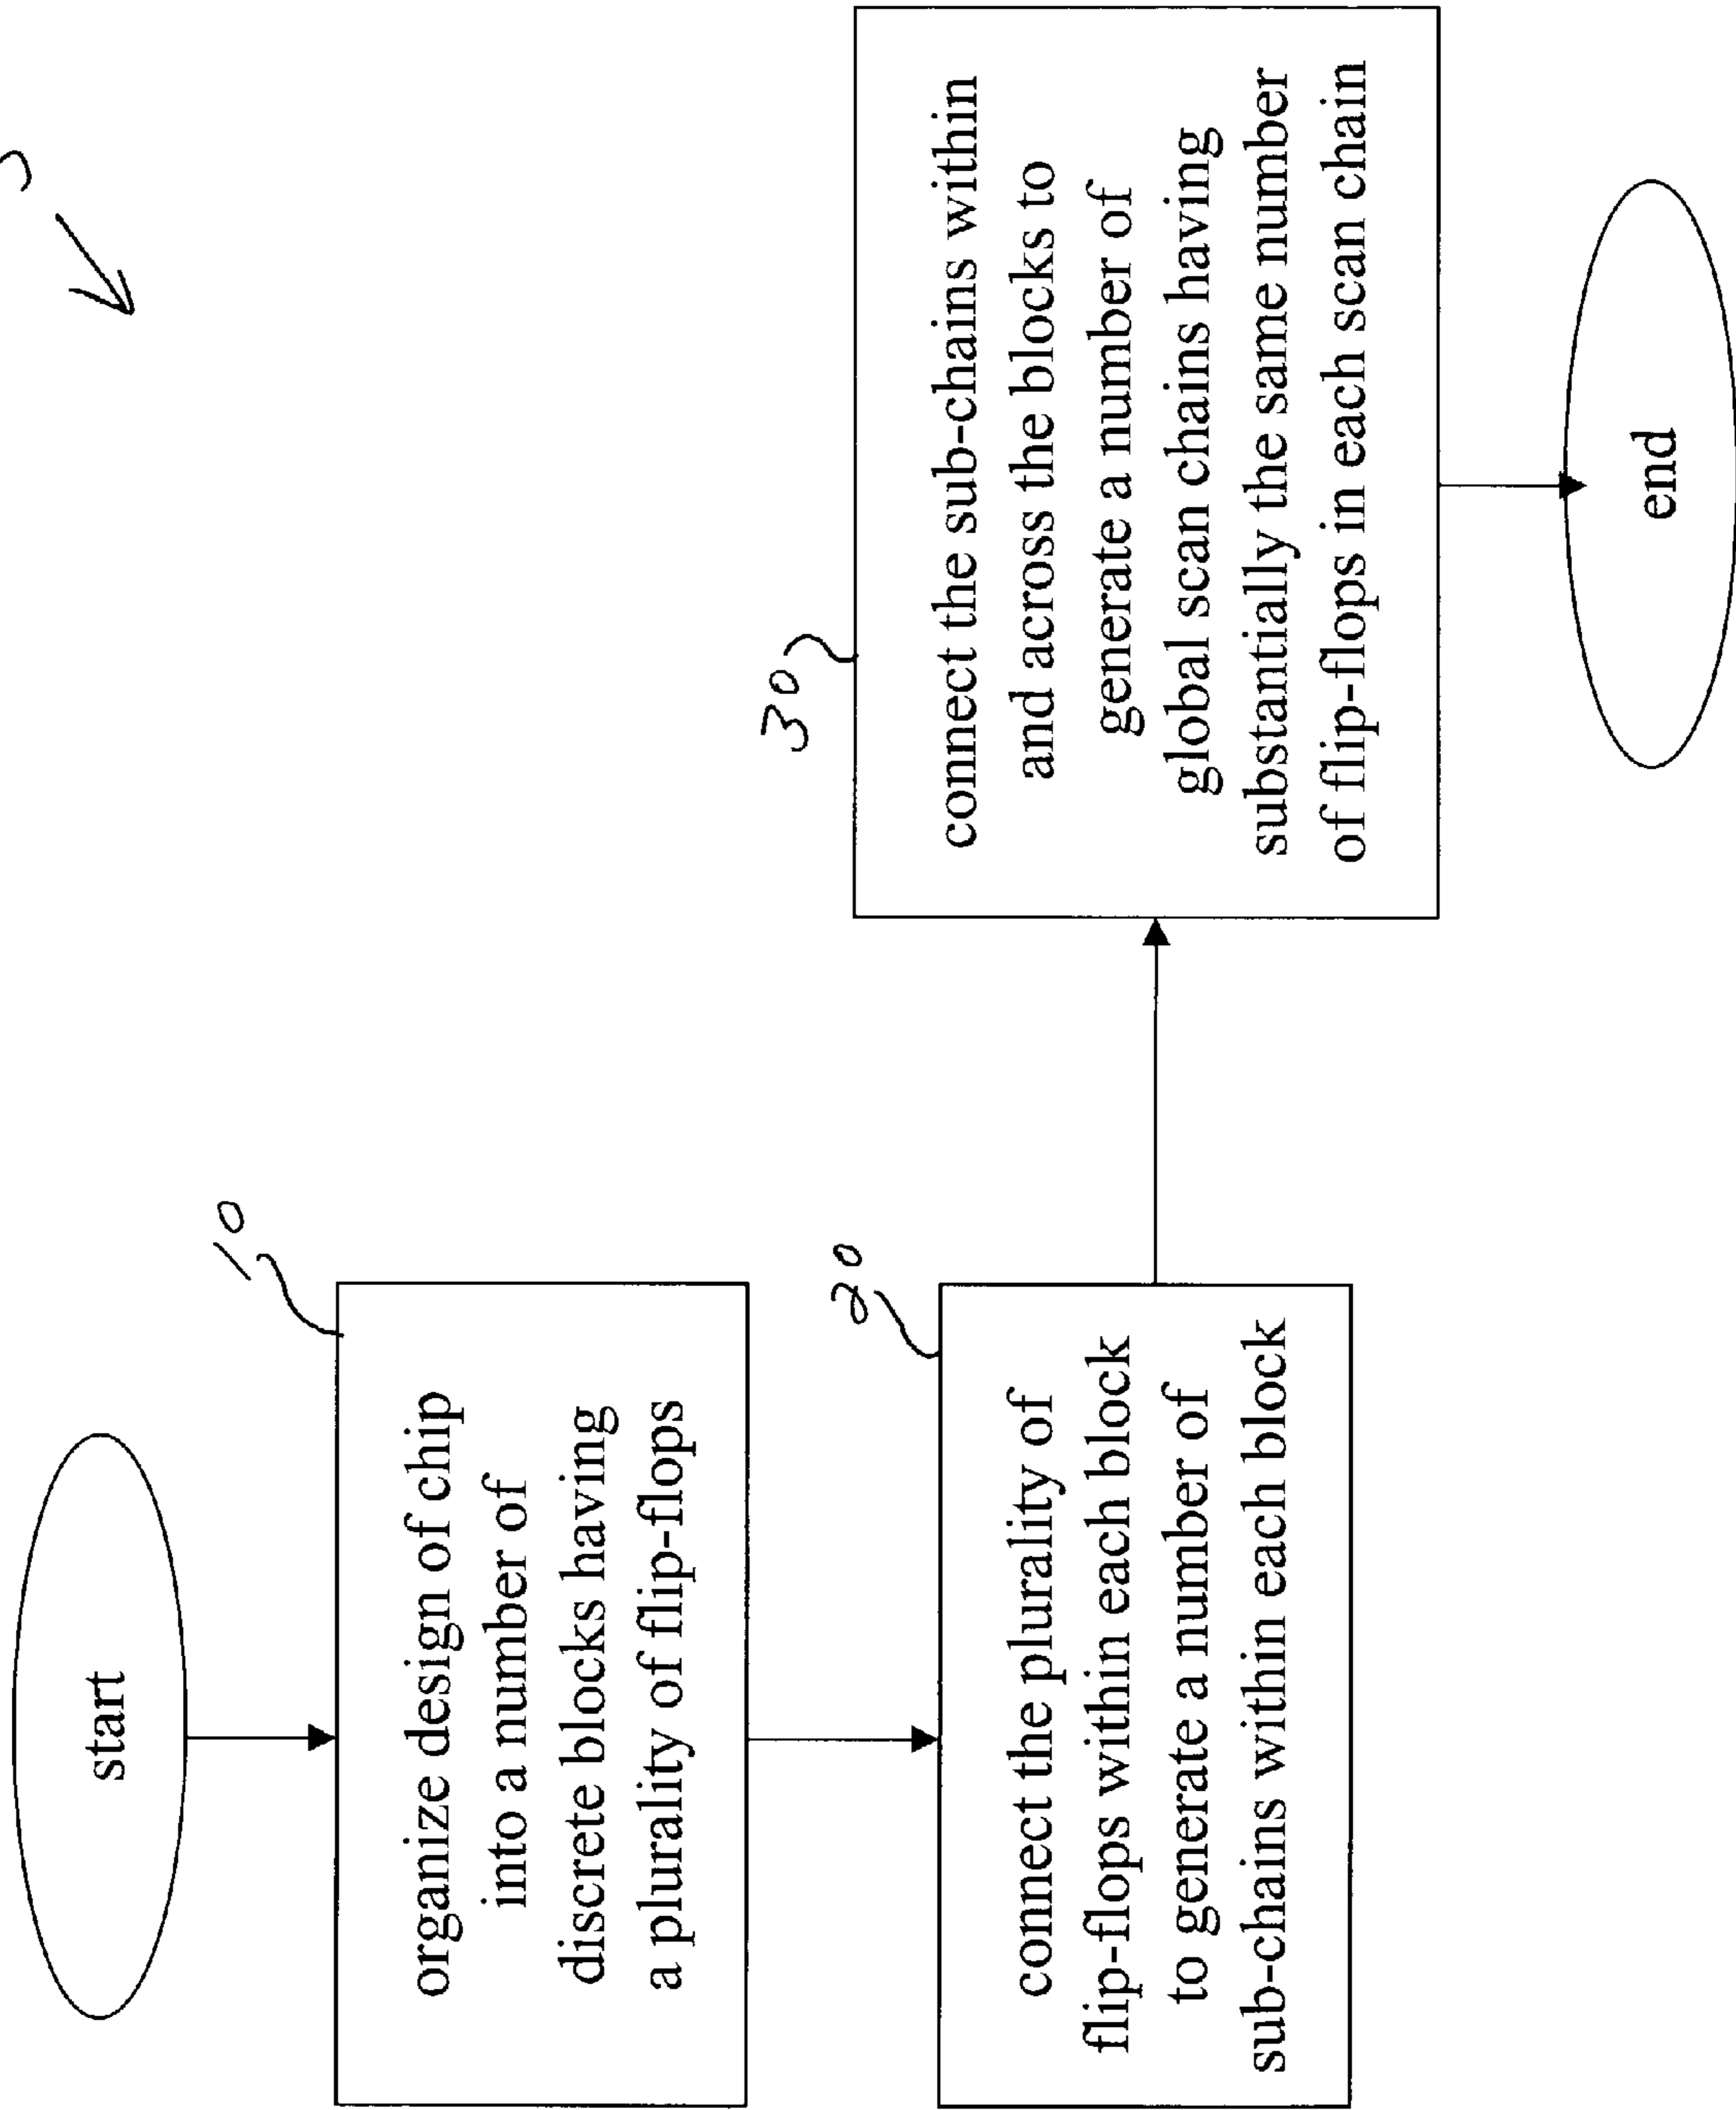 start
10
organize design of chip
into a number of
discrete blocks having
a plurality of flip-flops
20
connect the plurality of
flip-flops within each block
to generate a number of
sub-chains within each block
30
connect the sub-chains within
and across the blocks to
generate a number of
global scan chains having
substantially the same number
of flip-flops in each scan chain
end